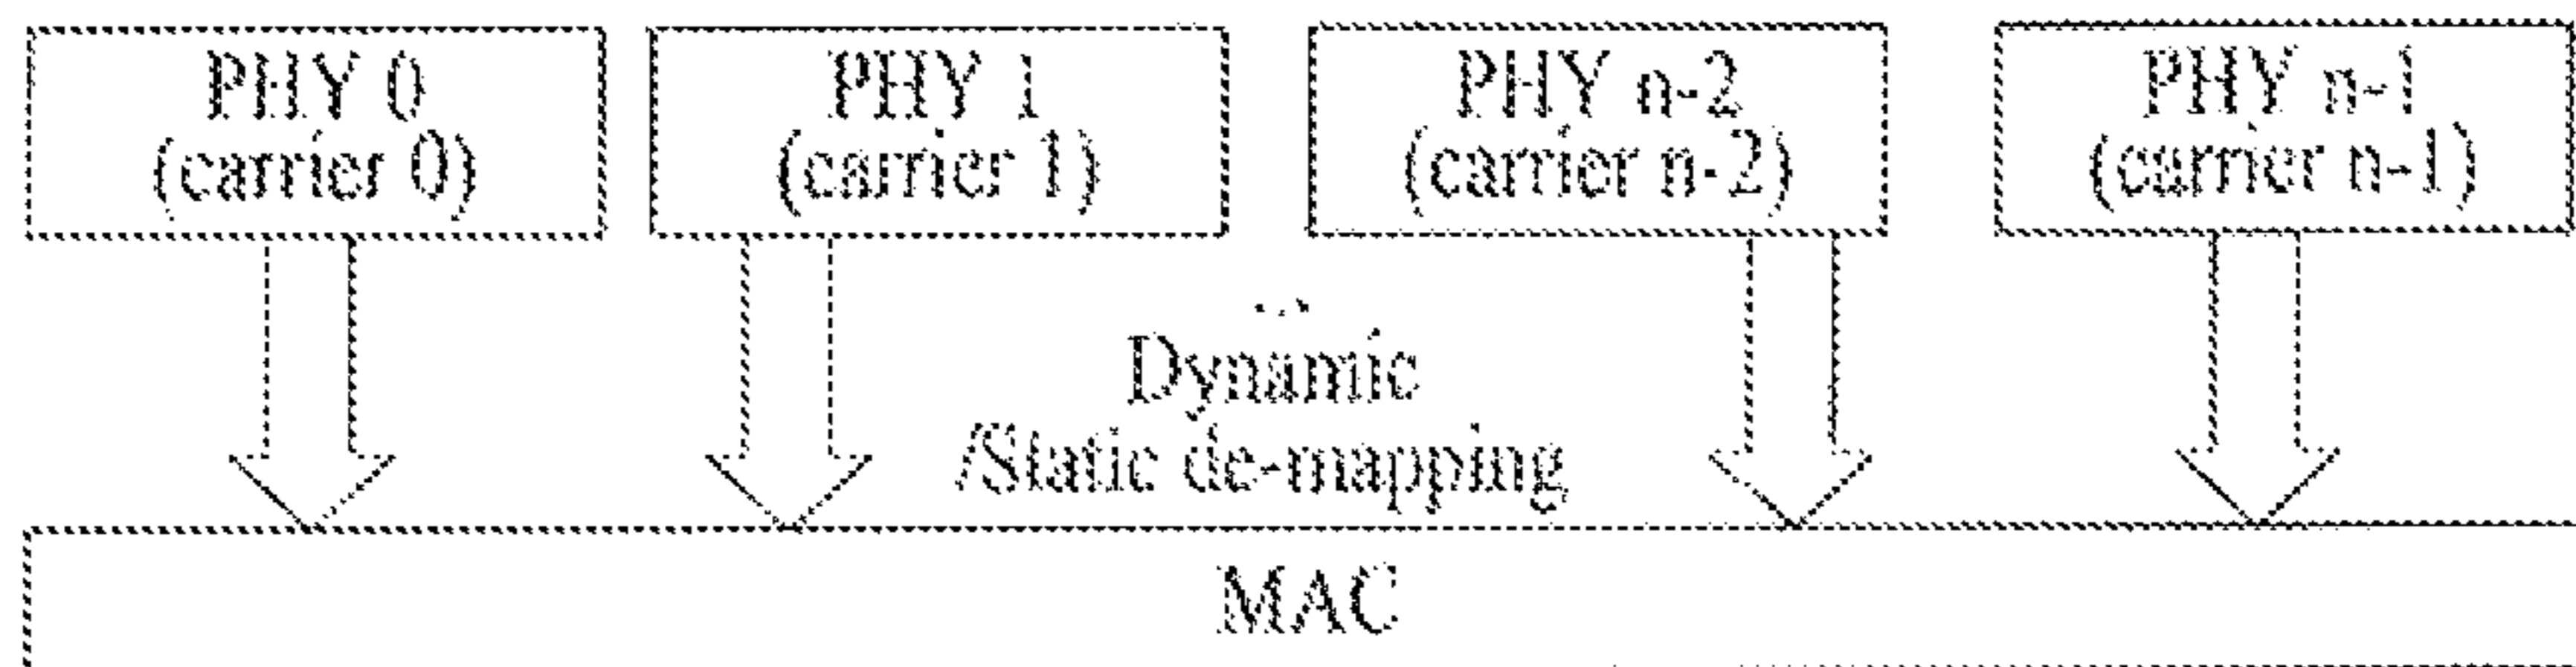 PHY 0
(carrier 0)
PHY 1
(carrier 1)
PHY n-2
(carrier n-2)
PHY n-1
(carrier n-1)
...
Dynamic
/Static de-mapping
MAC